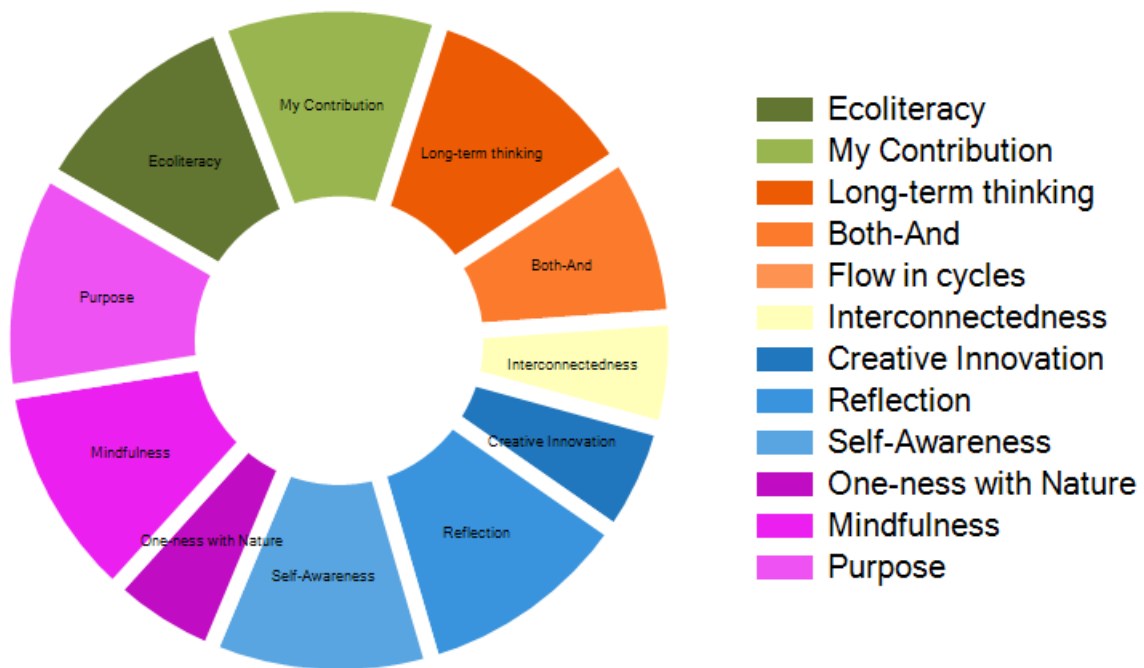 My Contribution
Long-term thinking
Ecoliteracy
Both-And
Purpose
Interconnectedness
Creative Innovation
Mindfulness
Reflection
One-ness with Nature
Self-Awareness
Ecoliteracy
My Contribution
Long-term thinking
Both-And
Flow in cycles
Interconnectedness
Creative Innovation
Reflection
Self-Awareness
One-ness with Nature
Mindfulness
Purpose